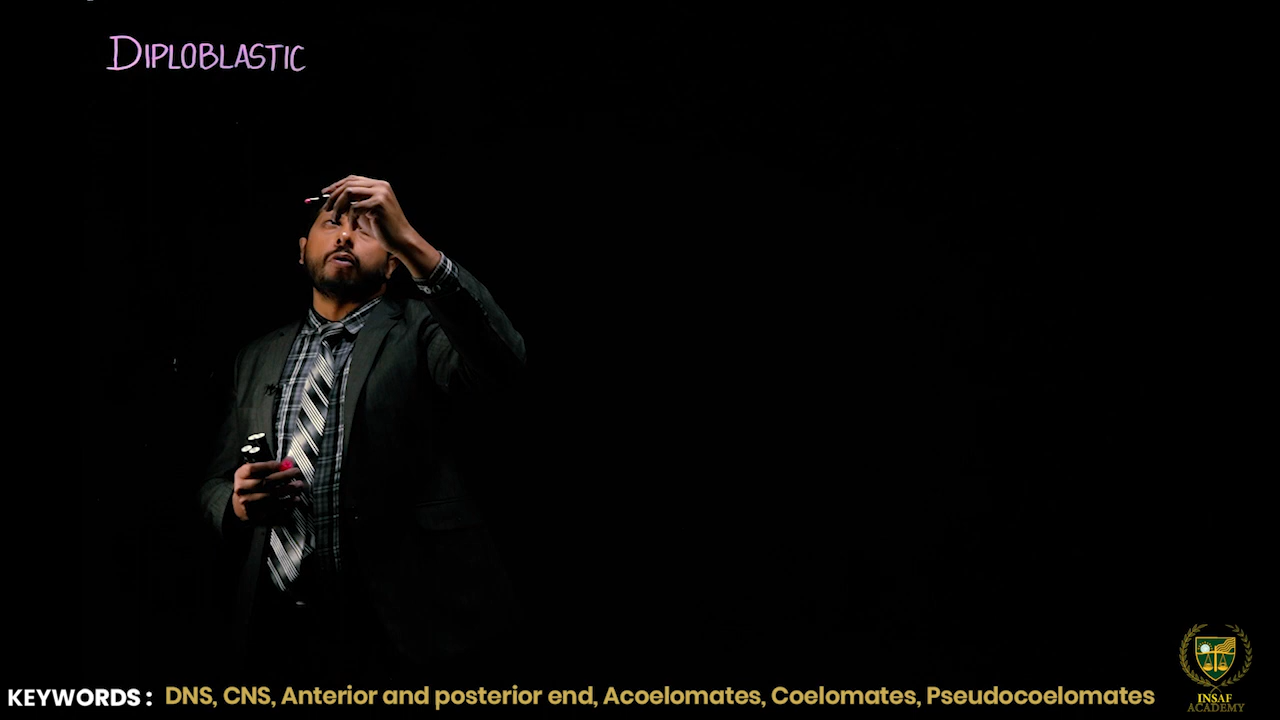 DIPLOBLASTIC
KEYWORDS : DNS, CNS, Anterior and posterior end, Acoelomates, Coelomates, Pseudocoelomates
INSAF
ACADEMY